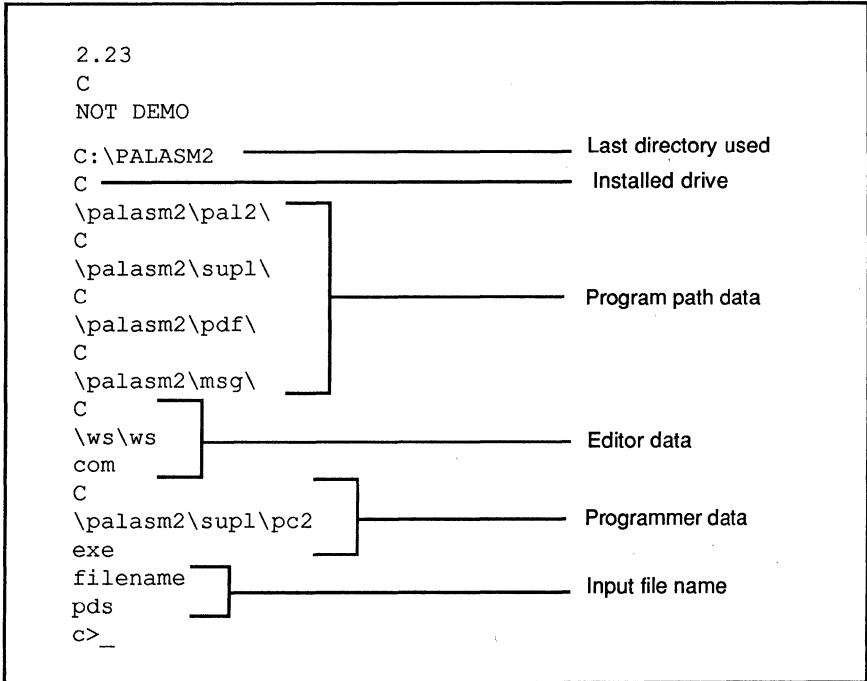 2.23
C
NOT DEMO
C:\PALASM2 Last directory used
C Installed drive
\palasm2\pal2\
C
\palasm2\supl\
C Program path data
\palasm2\pdf\
C
\palasm2\msg\
C
\ws\ws Editor data
com
C
\palasm2\supl\pc2 Programmer data
exe
filename Input file name
pds
c>_